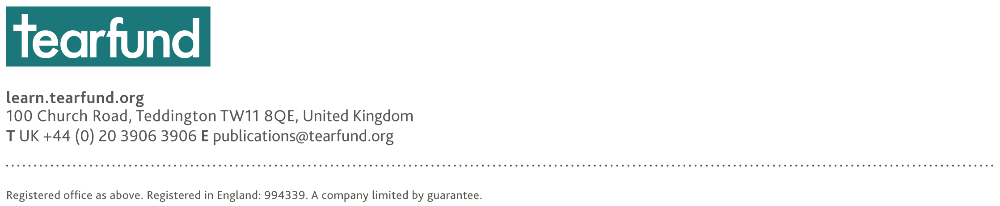 tearfund
learn.tearfund.org
100 Church Road, Teddington TW11 8QE, United Kingdom
T UK +44 (0) 20 3906 3906 E publications@tearfund.org
Registered office as above. Registered in England: 994339. A company limited by guarantee.